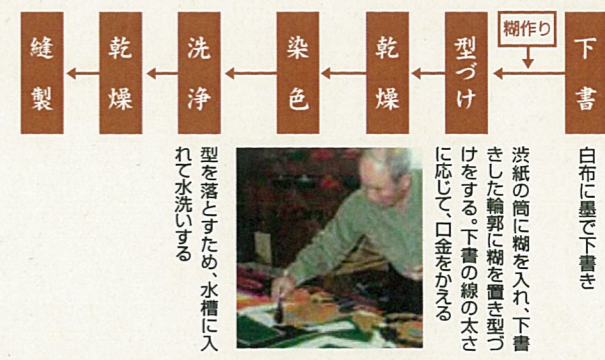 下書
糊作り
型づけ
乾燥
染色
洗浄
乾燥
縫製
白布に墨で下書き
渋紙の筒に糊を入れ、下書
きした輪郭に糊を置き型づ
けをする。下書の線の太さ
に応じて、口金をかえる
型を落とすため、水槽に入
れて水洗いする